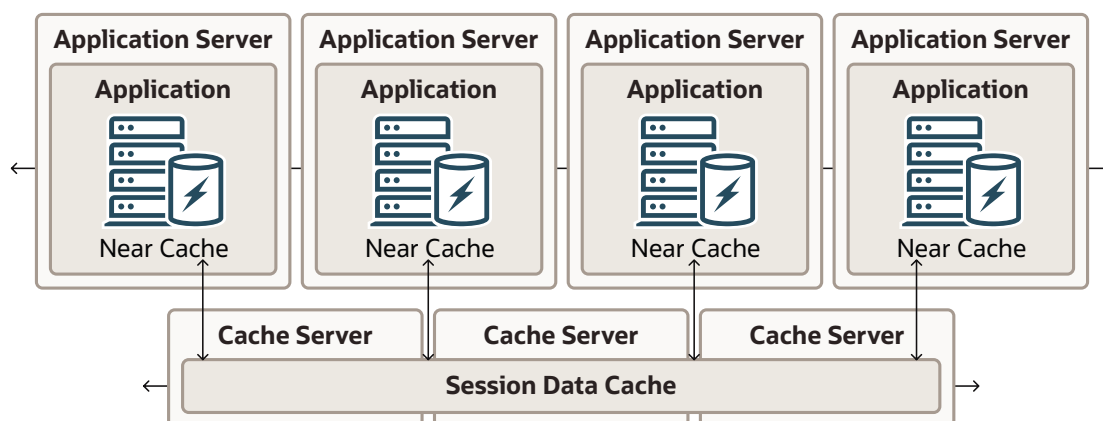 Application Server
Application Server
Application Server
Application Server
Application
Application
Application
Application
Near Cache
Near Cache
Near Cache
Near Cache
Cache Server
Cache Server
Cache Server
Session Data Cache